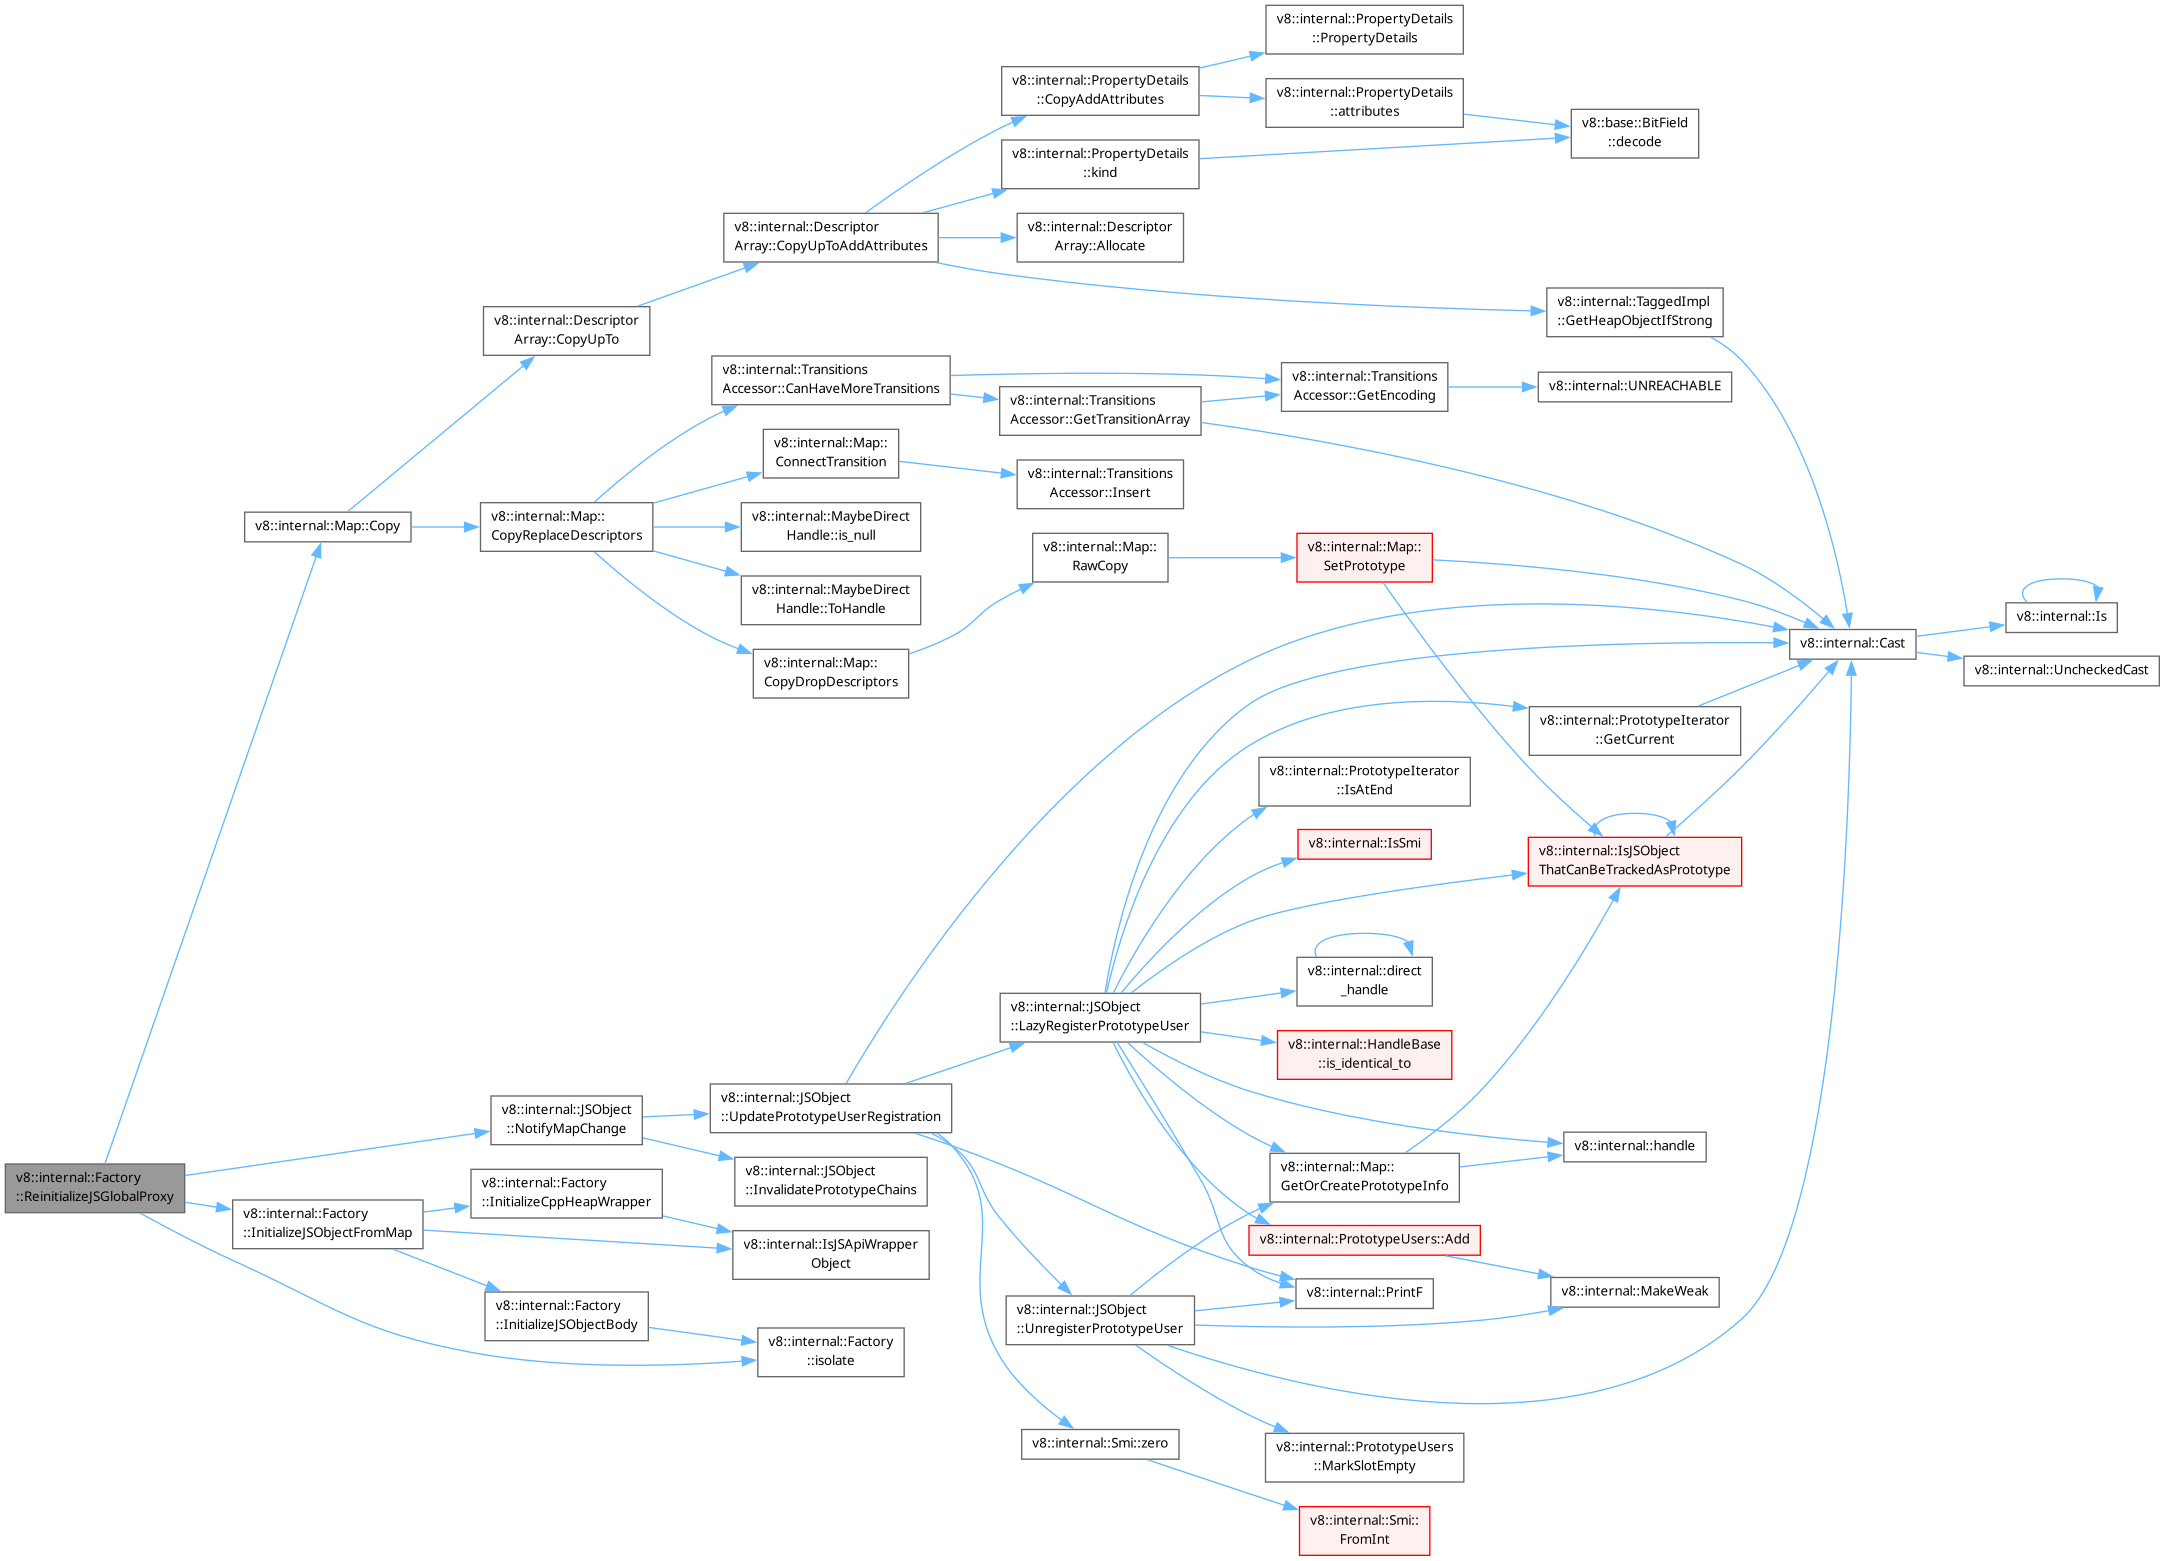 v8::internal::PropertyDetails
::PropertyDetails
v8::internal::PropertyDetails
::CopyAddAttributes
v8::internal::PropertyDetails
::attributes
v8::base::BitField
::decode
v8::internal::PropertyDetails
::kind
v8::internal::Descriptor
Array::CopyUpToAddAttributes
v8::internal::Descriptor
Array::Allocate
v8::internal::TaggedImpl
::GetHeapObjectIfStrong
v8::internal::Descriptor
Array::CopyUpTo
v8::internal::Transitions
Accessor::CanHaveMoreTransitions
v8::internal::Transitions
Accessor::GetEncoding
v8::internal::UNREACHABLE
v8::internal::Transitions
Accessor::GetTransitionArray
v8::internal::Map::
ConnectTransition
v8::internal::Transitions
Accessor::Insert
v8::internal::Map::Copy
v8::internal::Map::
CopyReplaceDescriptors
v8::internal::MaybeDirect
Handle::is_null
v8::internal::Map::
RawCopy
v8::internal::Map::
SetPrototype
v8::internal::MaybeDirect
Handle::ToHandle
v8::internal::Is
v8::internal::Cast
v8::internal::UncheckedCast
v8::internal::Map::
CopyDropDescriptors
v8::internal::PrototypeIterator
::GetCurrent
v8::internal::PrototypeIterator
::IsAtEnd
v8::internal::IsSmi
v8::internal::IsJSObject
ThatCanBeTrackedAsPrototype
v8::internal::direct
_handle
v8::internal::JSObject
::LazyRegisterPrototypeUser
v8::internal::HandleBase
::is_identical_to
v8::internal::JSObject
::NotifyMapChange
v8::internal::JSObject
::UpdatePrototypeUserRegistration
v8::internal::handle
v8::internal::Factory
::ReinitializeJSGlobalProxy
v8::internal::JSObject
::InvalidatePrototypeChains
v8::internal::Map::
GetOrCreatePrototypeInfo
v8::internal::Factory
::InitializeCppHeapWrapper
v8::internal::Factory
::InitializeJSObjectFromMap
v8::internal::IsJSApiWrapper
Object
v8::internal::PrototypeUsers::Add
v8::internal::PrintF
v8::internal::MakeWeak
v8::internal::Factory
::InitializeJSObjectBody
v8::internal::JSObject
::UnregisterPrototypeUser
v8::internal::Factory
::isolate
v8::internal::Smi::zero
v8::internal::PrototypeUsers
::MarkSlotEmpty
v8::internal::Smi::
FromInt